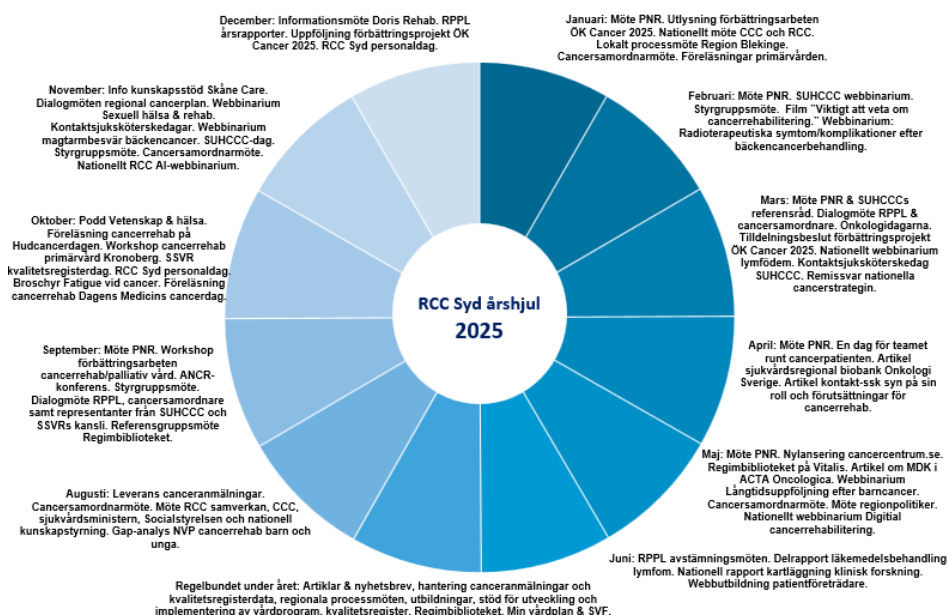 December: Informationsmöte Doris Rehab. RPPL
årsrapporter. Uppföljning förbättringsprojekt ÖK
Cancer 2025. RCC Syd personaldag.
Januari: Möte PNR. Utlysning förbättringsarbeten
ÖK Cancer 2025. Nationellt möte CCC och RCC.
Lokalt processmöte Region Blekinge.
Cancersamordnarmöte. Föreläsningar primärvården.
Februari: Möte PNR. SUHCCC webbinarium.
Styrgruppsmöte. Film "Viktigt att veta om
cancerrehabilitering." Webbinarium:
Radioterapeutiska symtom/komplikationer efter
bäckencancerbehandling.
Mars: Möte PNR & SUHCCCs
referensråd. Dialogmöte RPPL &
cancersamordnare. Onkologidagarna.
Tilldelningsbeslut förbättringsprojekt
ÖK Cancer 2025. Nationellt webbinarium
lymfödem. Kontaktsjuksköterskedag
SUHCCC. Remissvar nationella
cancerstrategin.
April: Möte PNR. En dag för teamet
runt cancerpatienten. Artikel
sjukvårdsregional biobank Onkologi
Sverige. Artikel kontakt-ssk syn på sin
roll och förutsättningar för
cancerrehab.
Maj: Möte PNR. Nylansering cancercentrum.se.
Regimbiblioteket på Vitalis. Artikel om MDK i
ACTA Oncologica. Webbinarium
Långtidsuppföljning efter barncancer.
Cancersamordnarmöte. Möte regionpolitiker.
Nationellt webbinarium Digitial
cancerrehabilitering.
Juni: RPPL avstämningsmöten. Delrapport läkemedelsbehandling
lymfom. Nationell rapport kartläggning klinisk forskning.
Webbutbildning patientföreträdare.
Regelbundet under året: Artiklar & nyhetsbrev, hantering canceranmälningar och
kvalitetsregisterdata, regionala processmöten, utbildningar, stöd för utveckling och
implementering av vårdprogram, kvalitetsregister, Regimbiblioteket, Min vårdplan & SVF.
Augusti: Leverans canceranmälningar.
Cancersamordnarmöte. Möte RCC samverkan, CCC,
sjukvårdsministern, Socialstyrelsen och nationell
kunskapstyrning. Gap-analys NVP cancerrehab barn och
unga.
September: Möte PNR. Workshop
förbättringsarbeten
cancerrehab/palliativ vård. ANCR-
konferens. Styrgruppsmöte.
Dialogmöte RPPL, cancersamordnare
samt representanter från SUHCCC och
SSVRs kansli. Referensgruppsmöte
Regimbiblioteket.
Oktober: Podd Vetenskap & hälsa.
Föreläsning cancerrehab på
Hudcancerdagen. Workshop cancerrehab
primärvård Kronoberg. SSVR
kvalitetsregisterdag. RCC Syd personaldag.
Broschyr Fatigue vid cancer. Föreläsning
cancerrehab Dagens Medicins cancerdag.
November: Info kunskapsstöd Skåne Care.
Dialogmöten regional cancerplan. Webbinarium
Sexuell hälsa & rehab.
Kontaktsjuksköterskedagar. Webbinarium
magtarmbesvär bäckencancer. SUHCCC-dag.
Styrgruppsmöte. Cancersamordnarmöte.
Nationellt RCC AI-webbinarium.
RCC Syd årshjul
2025